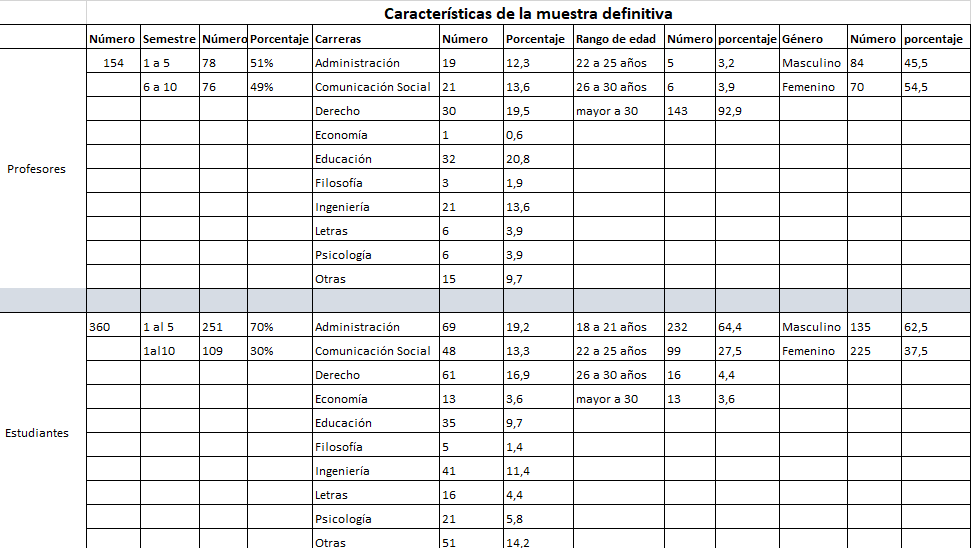 Características de la muestra definitiva
Número Semestre Número Porcentaje Carreras Número Porcentaje Rango de edad Número porcentaje Género Número porcentaje
154 1 a 5 78 51% Administración 19 12,3 22 a 25 años 5 3,2 Masculino 84 45,5
6 a 10 76 49% Comunicación Social 21 13,6 26 a 30 años 6 3,9 Femenino 70 54,5
Derecho 30 19,5 mayor a 30 143 92,9
Economía 1 0,6
Educación 32 20,8
Profesores
Filosofía 3 1,9
Ingeniería 21 13,6
Letras 6 3,9
Psicología 6 3,9
Otras 15 9,7
360 1 al 5 251 70% Administración 69 19,2 18 a 21 años 232 64,4 Masculino 135 62,5
1al10 109 30% Comunicación Social 48 13,3 22 a 25 años 99 27,5 Femenino 225 37,5
Derecho 61 16,9 26 a 30 años 16 4,4
Economía 13 3,6 mayor a 30 13 3,6
Educación 35 9,7
Estudiantes
Filosofía 5 1,4
Ingeniería 41 11,4
Letras 16 4,4
Psicología 21 5,8
Otras 51 14,2